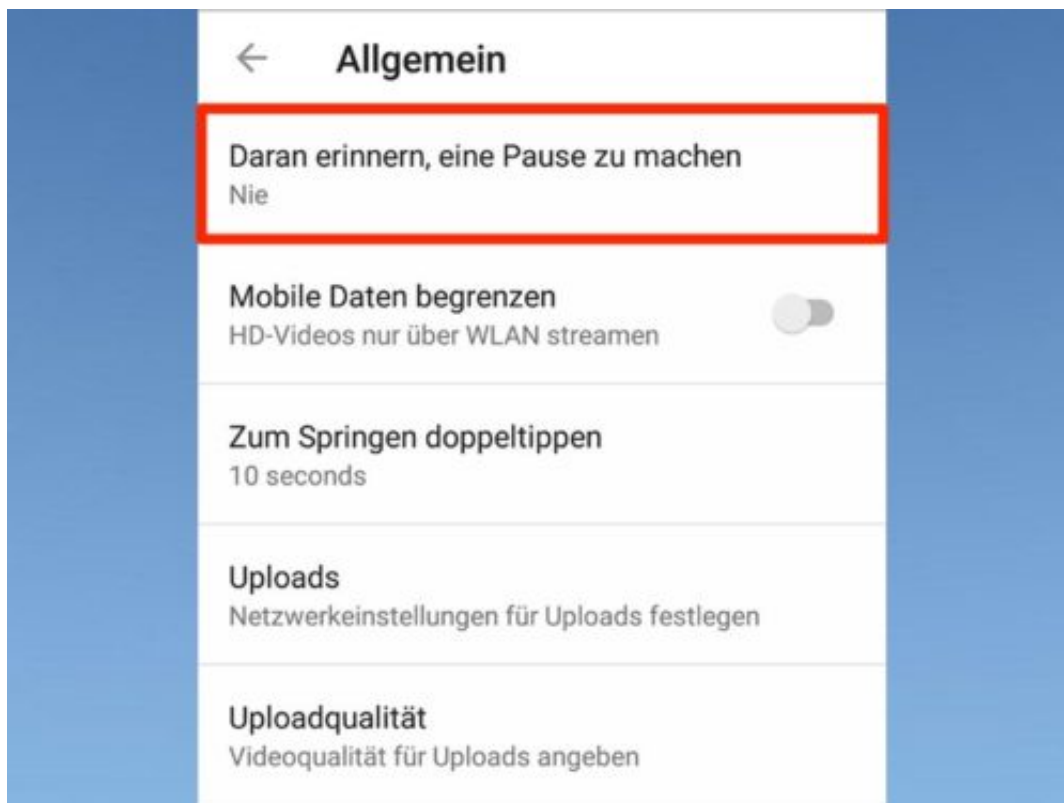 Allgemein
Daran erinnern, eine Pause zu machen
Nie
Mobile Daten begrenzen
HD-Videos nur über WLAN streamen
Zum Springen doppeltippen
10 seconds
Uploads
Netzwerkeinstellungen für Uploads festlegen
Uploadqualität
Videoqualität für Uploads angeben